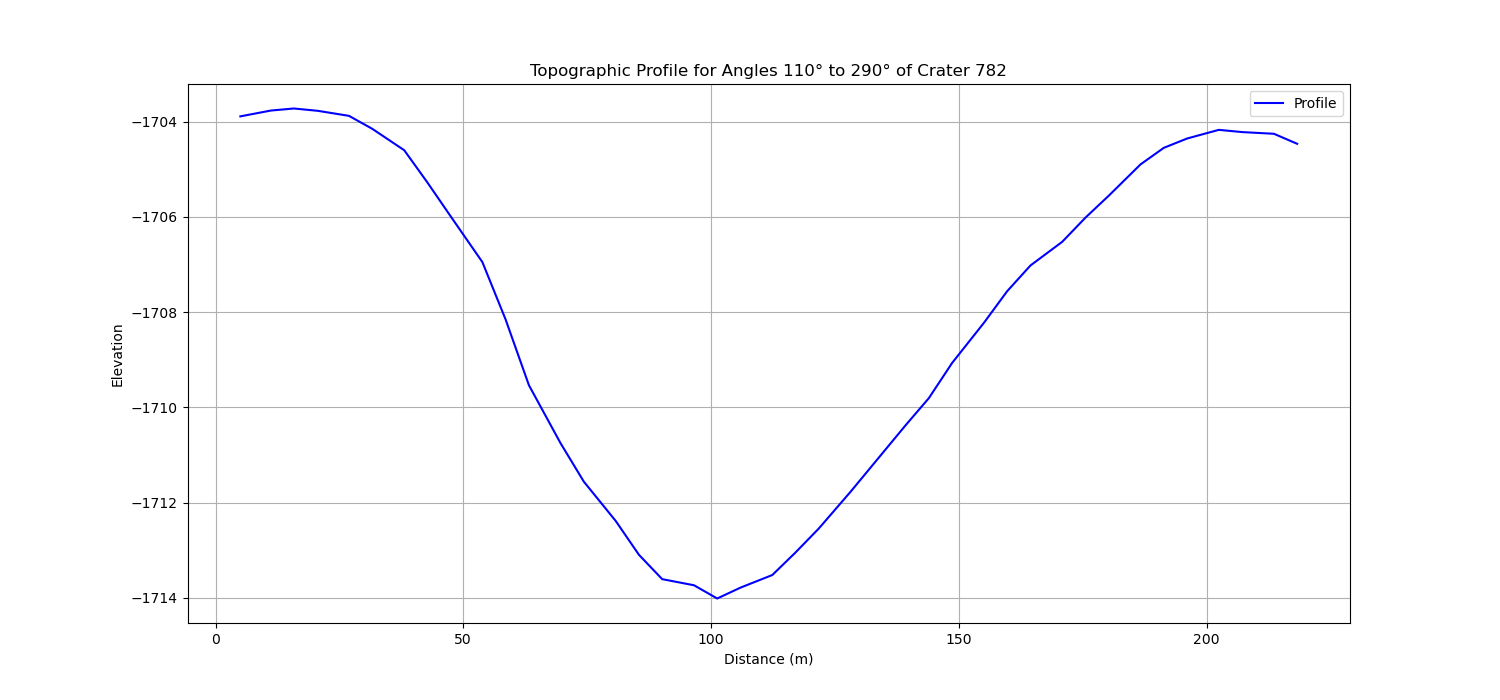 Topographic Profile for Angles 110° to 290° of Crater 782
Profile
−1704
−1706
−1708
−1710
−1712
−1714
Elevation
0 50 100 150 200
Distance (m)